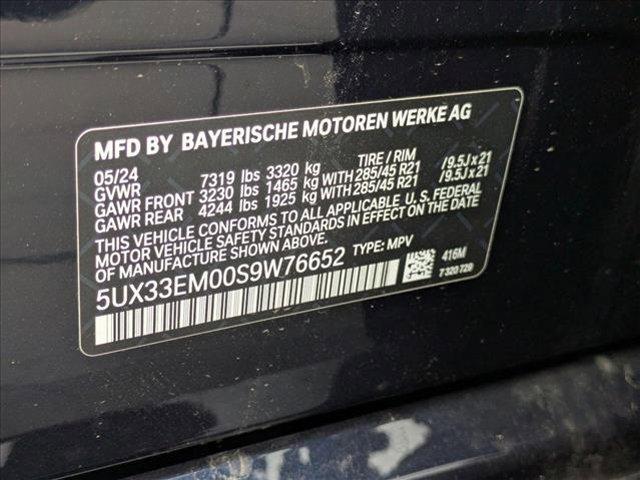 MFD BY BAYERISCHE MOTOREN WERKE AG
05/24 TIRE / RIM
GVWR 7319 lbs 3320 kg
GAWR FRONT 3230 lbs 1465 kg WITH 285/45 R21 /9.5J x 21
GAWR REAR 4244 lbs 1925 kg WITH 285/45 R21 /9.5J x 21
THIS VEHICLE CONFORMS TO ALL APPLICABLE U. S. FEDERAL
MOTOR VEHICLE SAFETY STANDARDS IN EFFECT ON THE DATE
OF MANUFACTURE SHOWN ABOVE.
5UX33EM00S9W76652 TYPE: MPV
416M
7320729